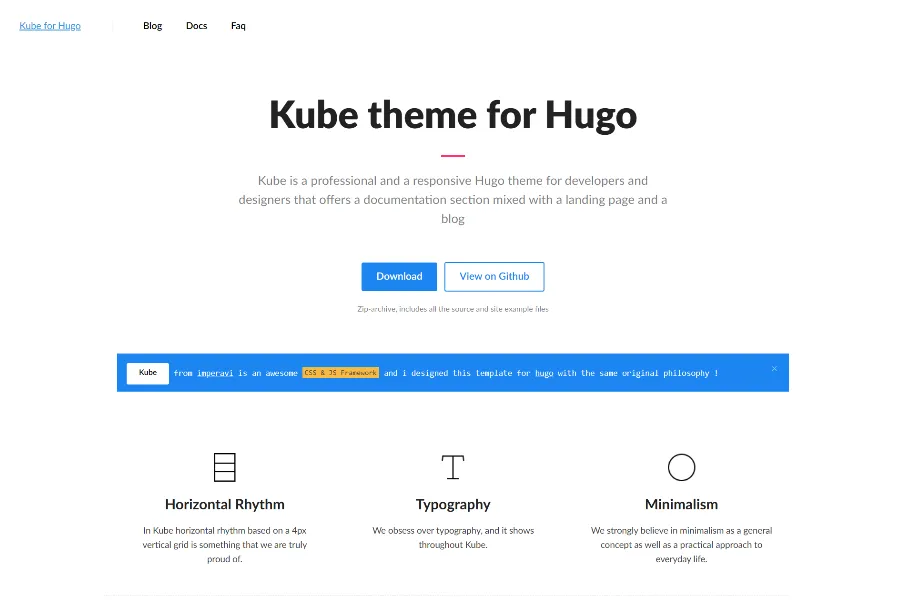 Kube for Hugo
Blog Docs Faq
Kube theme for Hugo
Kube is a professional and a responsive Hugo theme for developers and
designers that offers a documentation section mixed with a landing page and a
blog
Download View on Github
Zip-archive, includes all the source and site example files
Kube from imperavi is an awesome CSS & JS Framework and i designed this template for hugo with the same original philosophy !
×
Horizontal Rhythm
In Kube horizontal rhythm based on a 4px
vertical grid is something that we are truly
proud of.
Typography
We obsess over typography, and it shows
throughout Kube.
Minimalism
We strongly believe in minimalism as a general
concept as well as a practical approach to
everyday life.